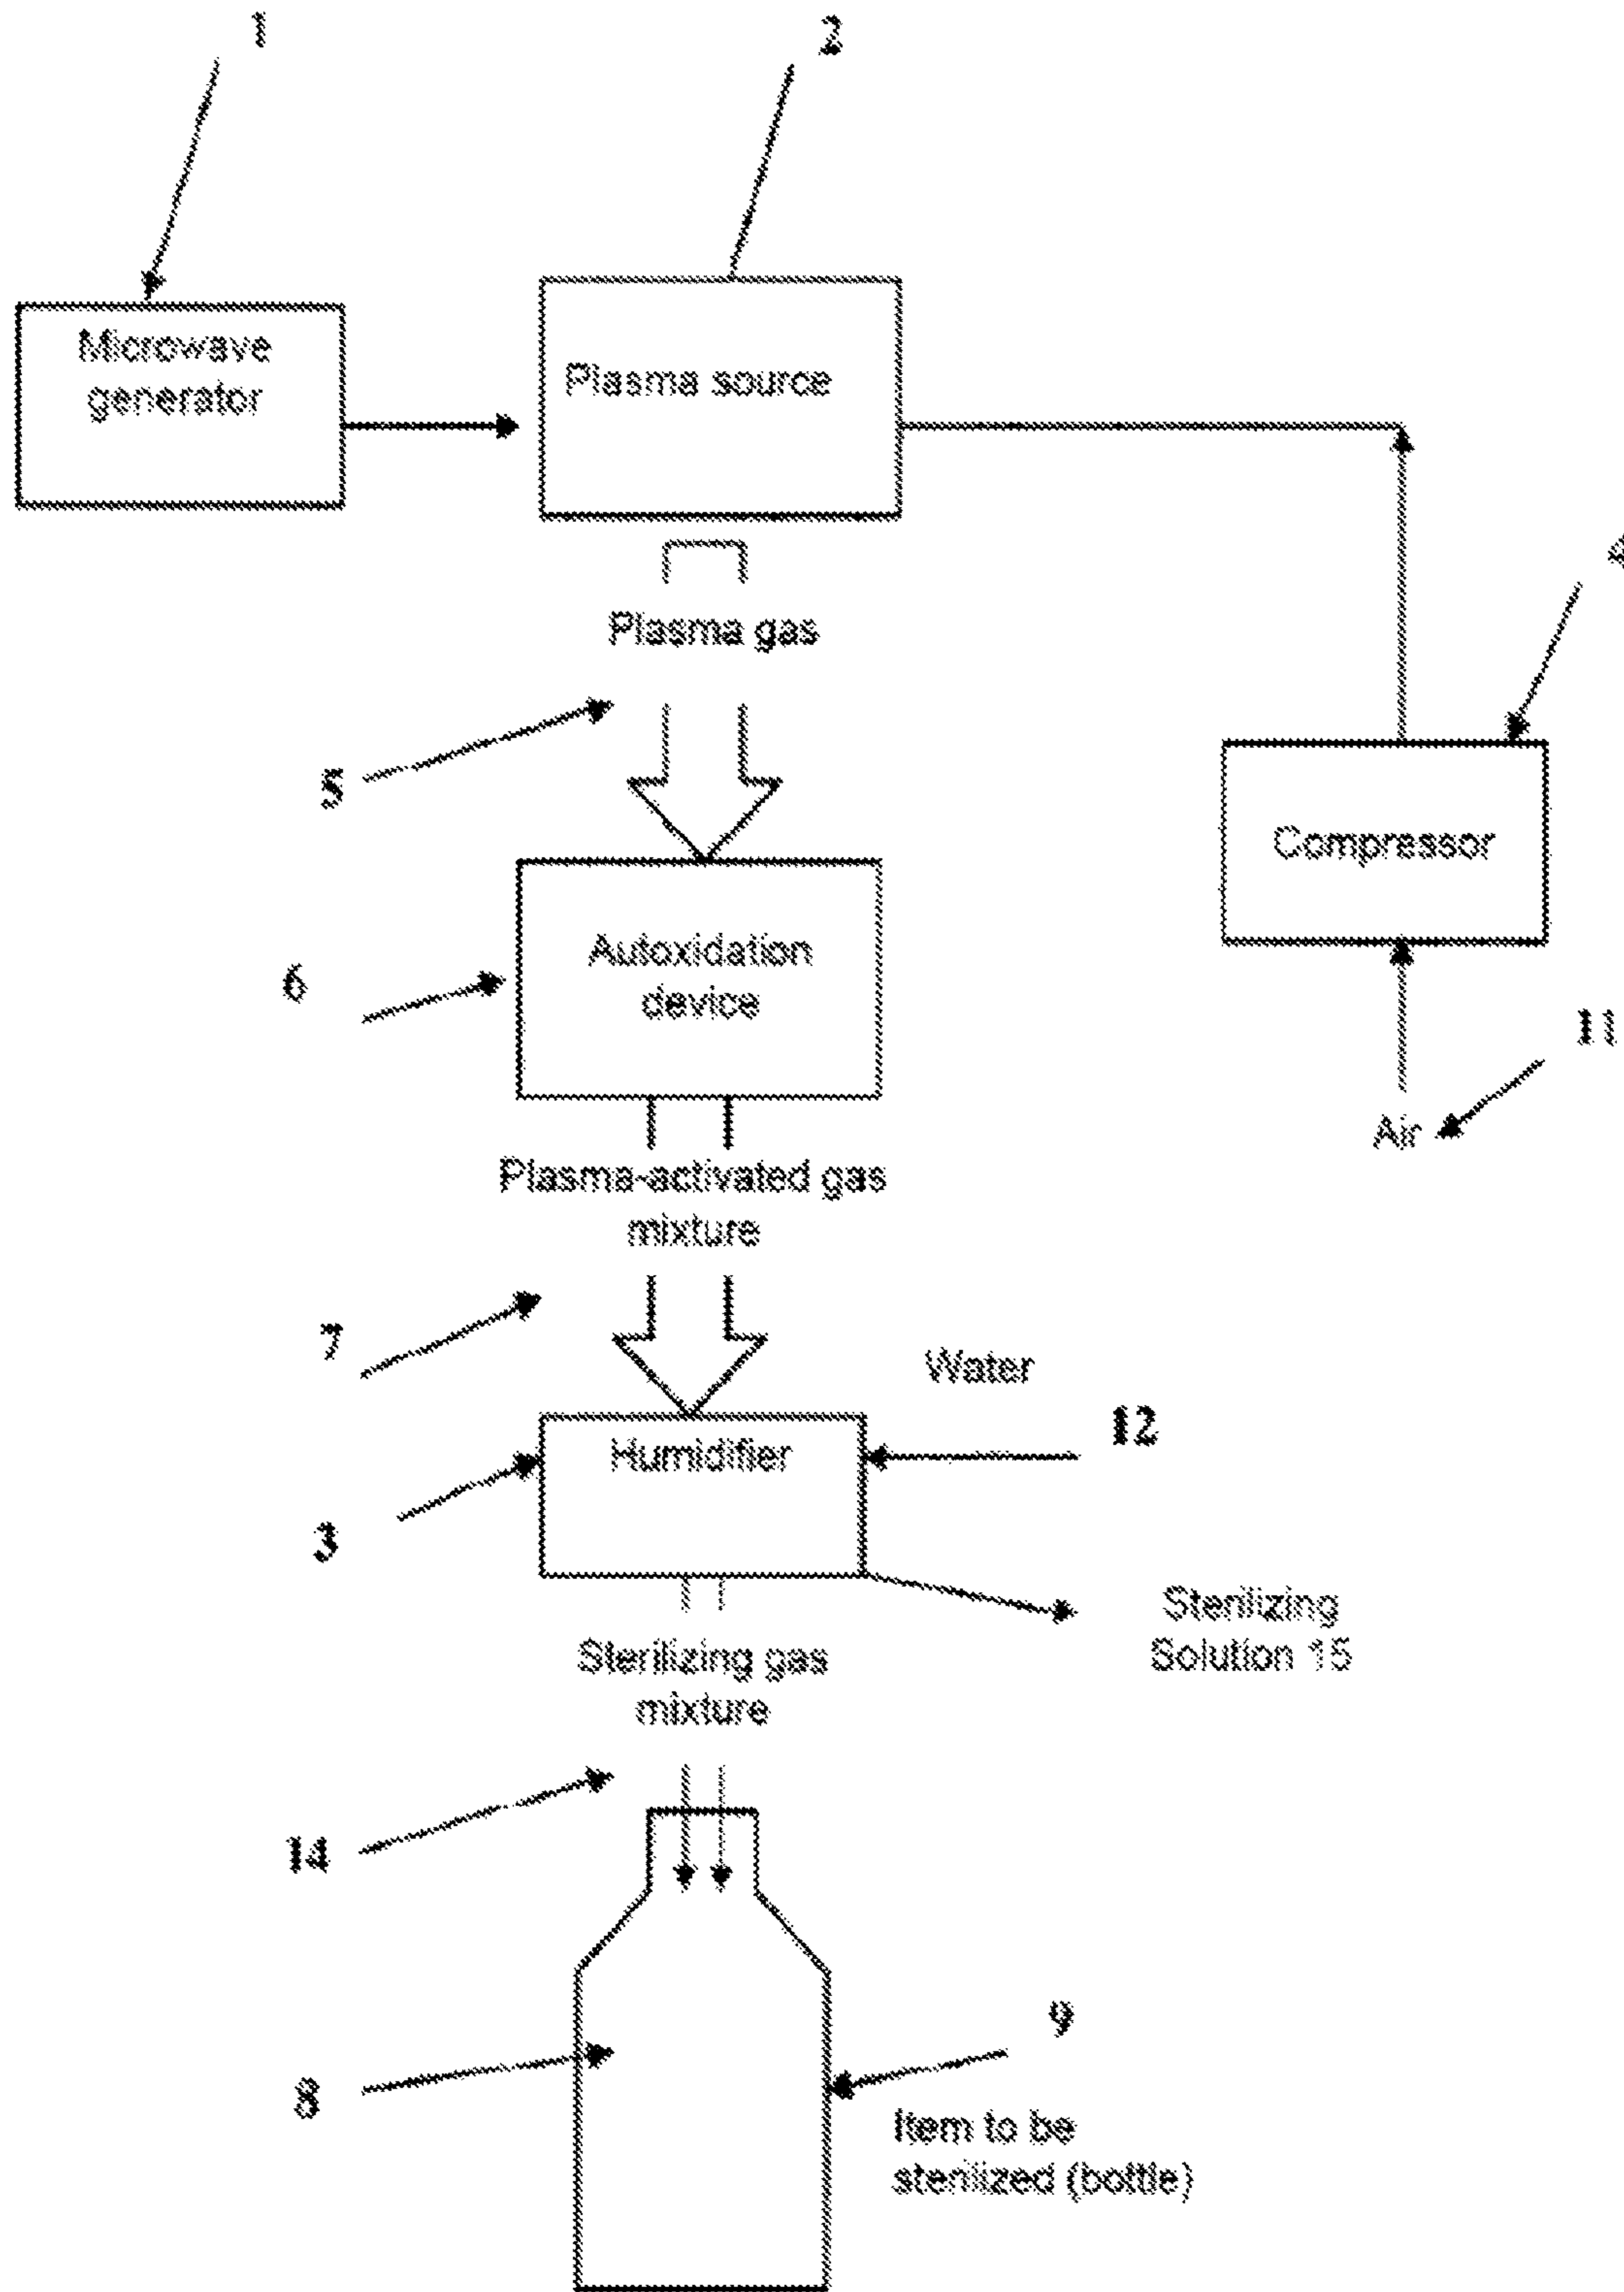 1
2
Microwave
generator
Plasma source
4
Plasma gas
5
Compressor
Autoxidation
device
6
11
Air
Plasma-activated gas
mixture
7
Water
12
Humidifier
3
Sterilizing
Solution 15
Sterilizing gas
mixture
14
9
8
Item to be
sterilized (bottle)